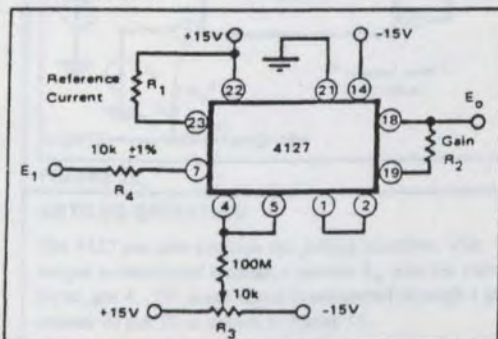 +15V
-15V
Reference
Current
R1
22
21
14
23
18
Eo
10k ±1%
4127
Gain
R2
E1
7
19
R4
4
5
1
2
100M
10k
+15V
-15V
R3